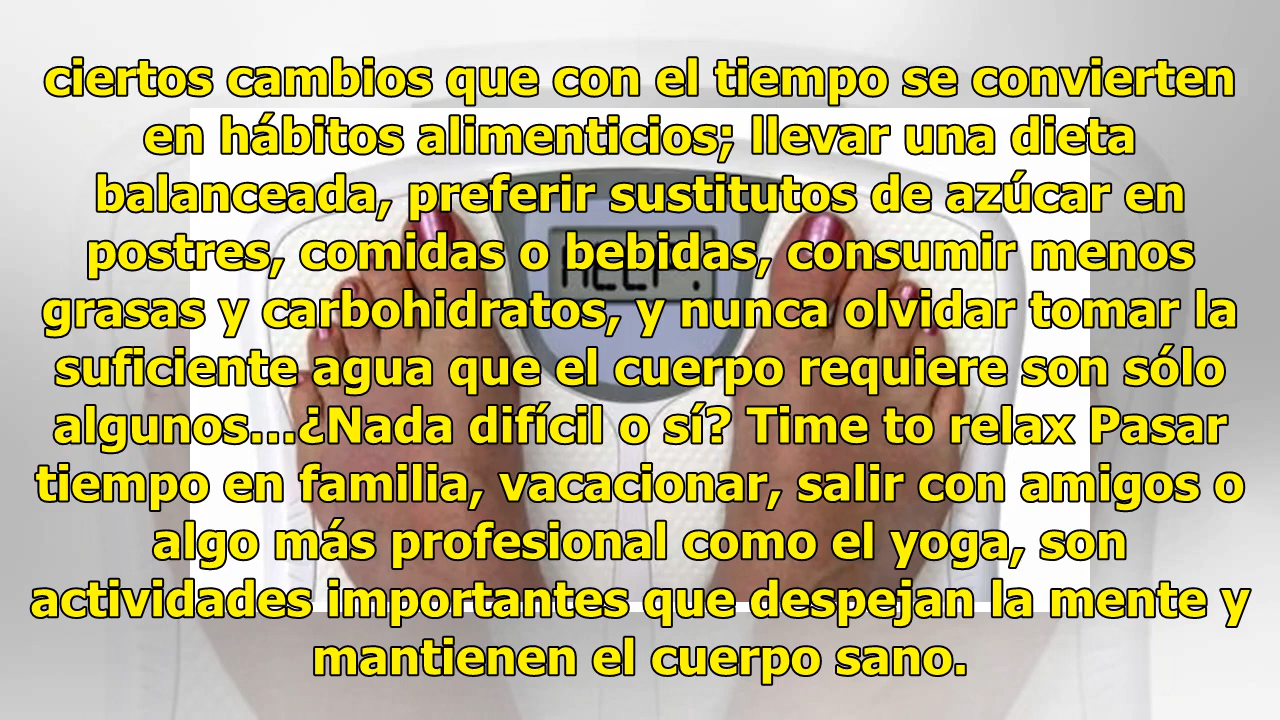 ciertos cambios que con el tiempo se convierten
en hábitos alimenticios; llevar una dieta
balanceada, preferir sustitutos de azúcar en
postres, comidas o bebidas, consumir menos
HELP.
grasas y carbohidratos, y nunca olvidar tomar la
suficiente agua que el cuerpo requiere son sólo
algunos...¿Nada difícil o sí? Time to relax Pasar
tiempo en familia, vacacionar, salir con amigos o
algo más profesional como el yoga, son
actividades importantes que despejan la mente y
mantienen el cuerpo sano.